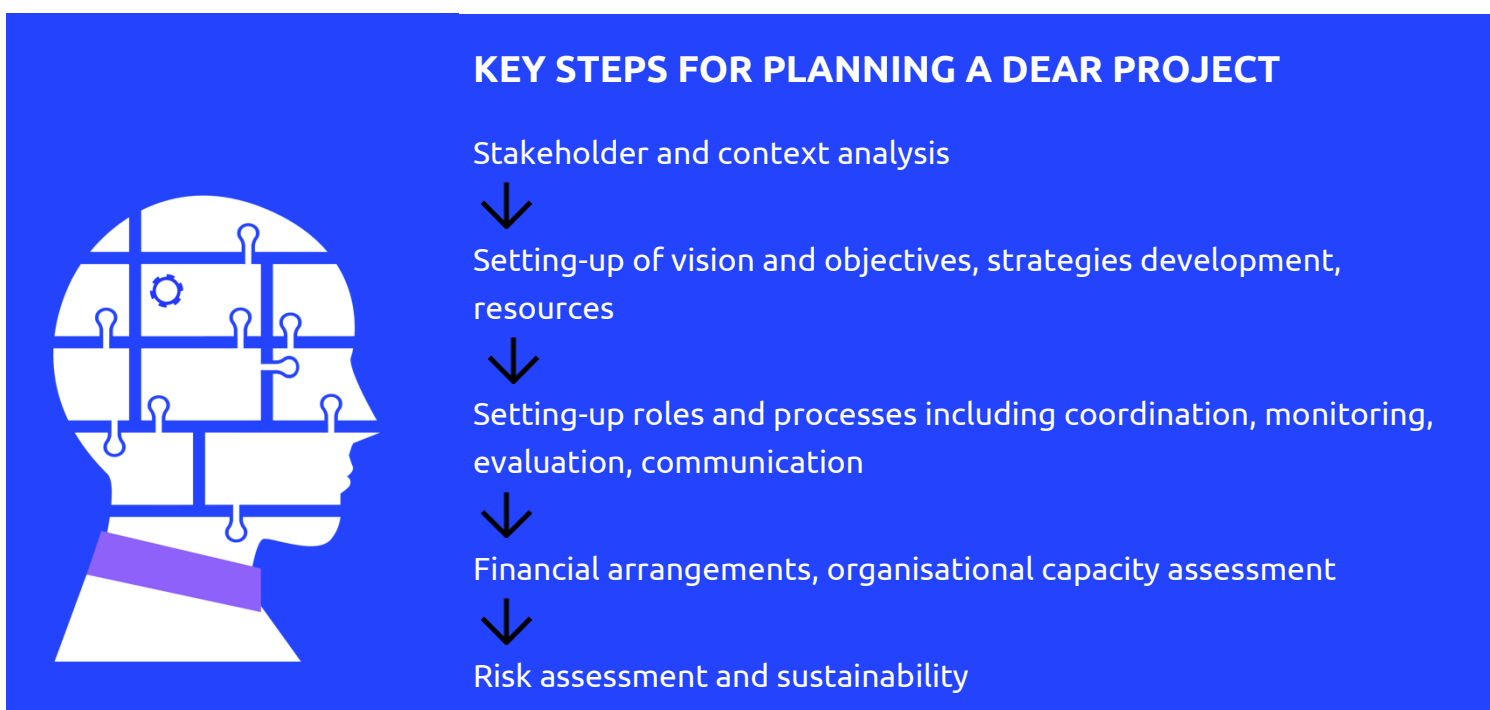 KEY STEPS FOR PLANNING A DEAR PROJECT
Stakeholder and context analysis
Setting-up of vision and objectives, strategies development,
resources
Setting-up roles and processes including coordination, monitoring,
evaluation, communication
Financial arrangements, organisational capacity assessment
Risk assessment and sustainability